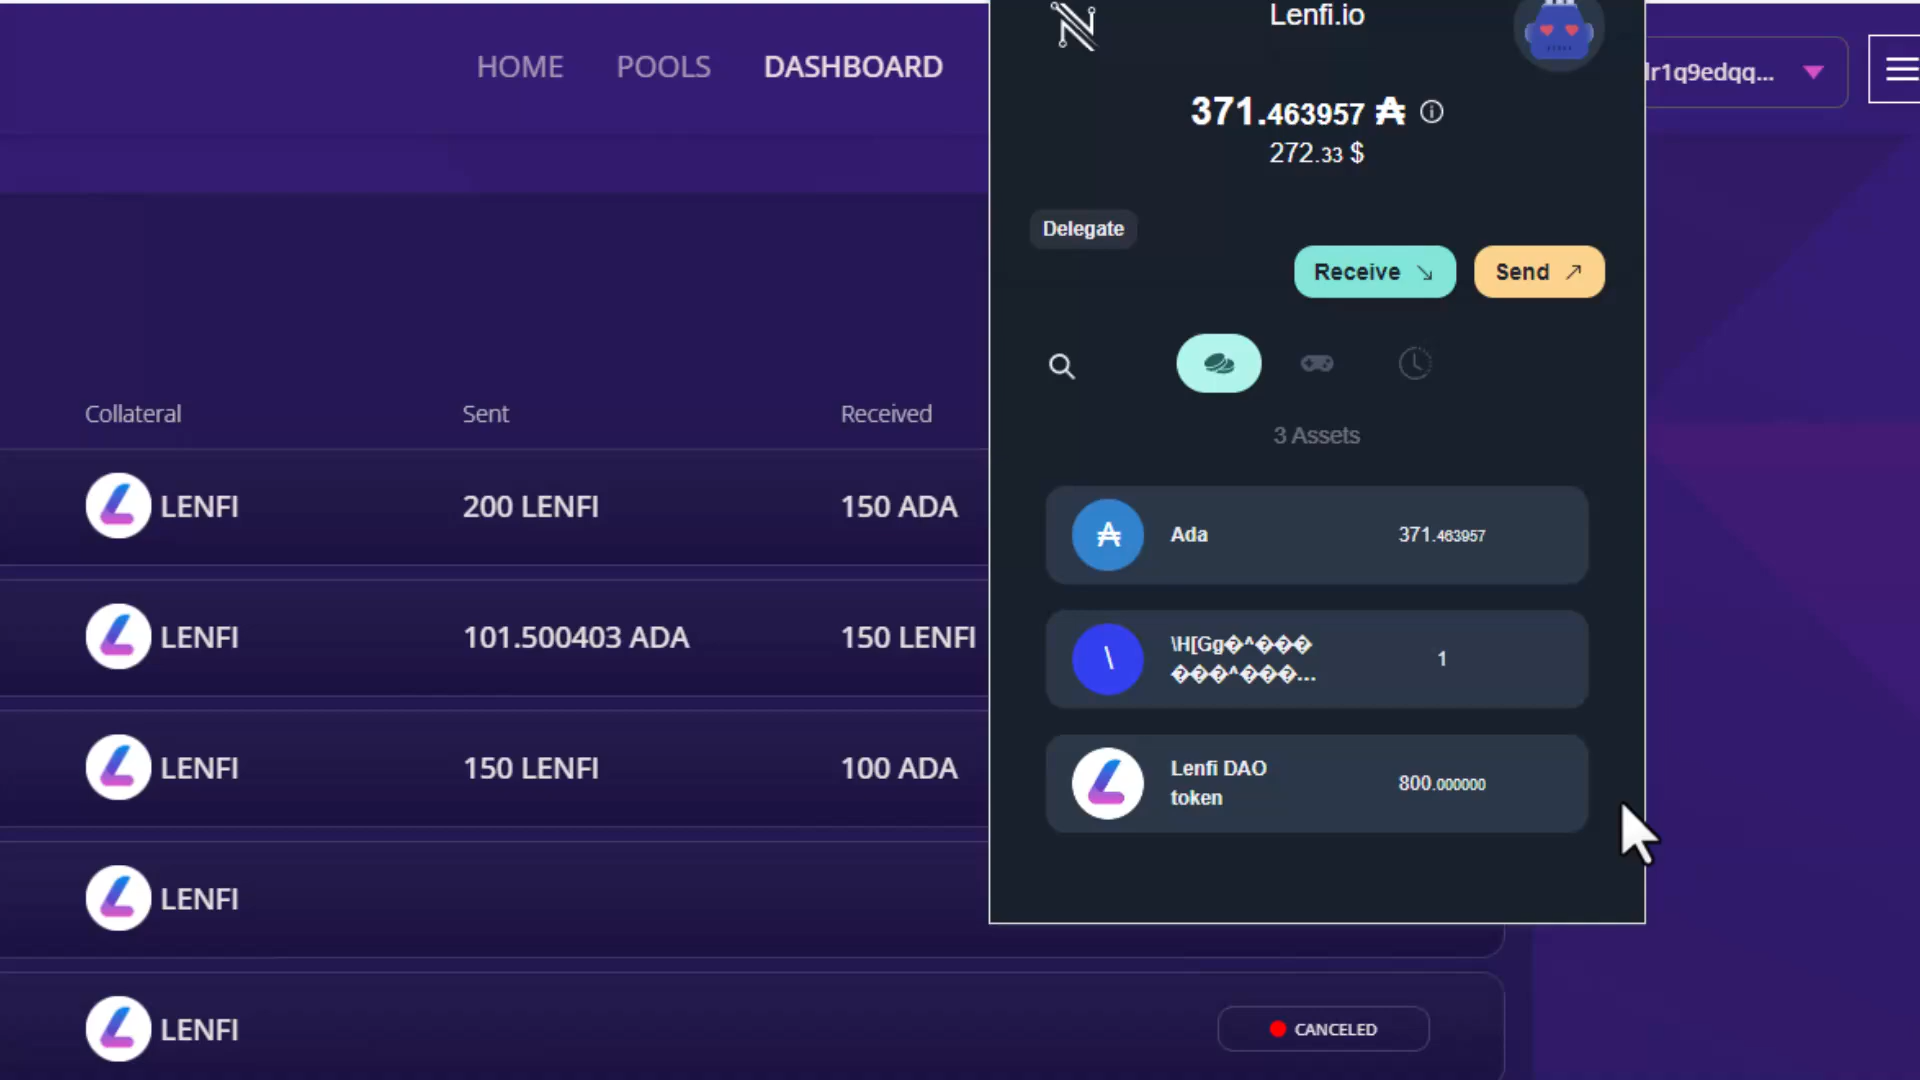 HOME POOLS DASHBOARD
Collateral Sent Received
LENFI 200 LENFI 150 ADA
LENFI 101.500403 ADA 150 LENFI
LENFI 150 LENFI 100 ADA
LENFI
LENFI CANCELED
Lenfi.io
371.463957 ₳
272.33 $
Delegate
Receive Send
3 Assets
₳ Ada 371.463957
\ \H[Gg�^��� 1
���^���...
Lenfi DAO 800.000000
token
lr1q9edqq...